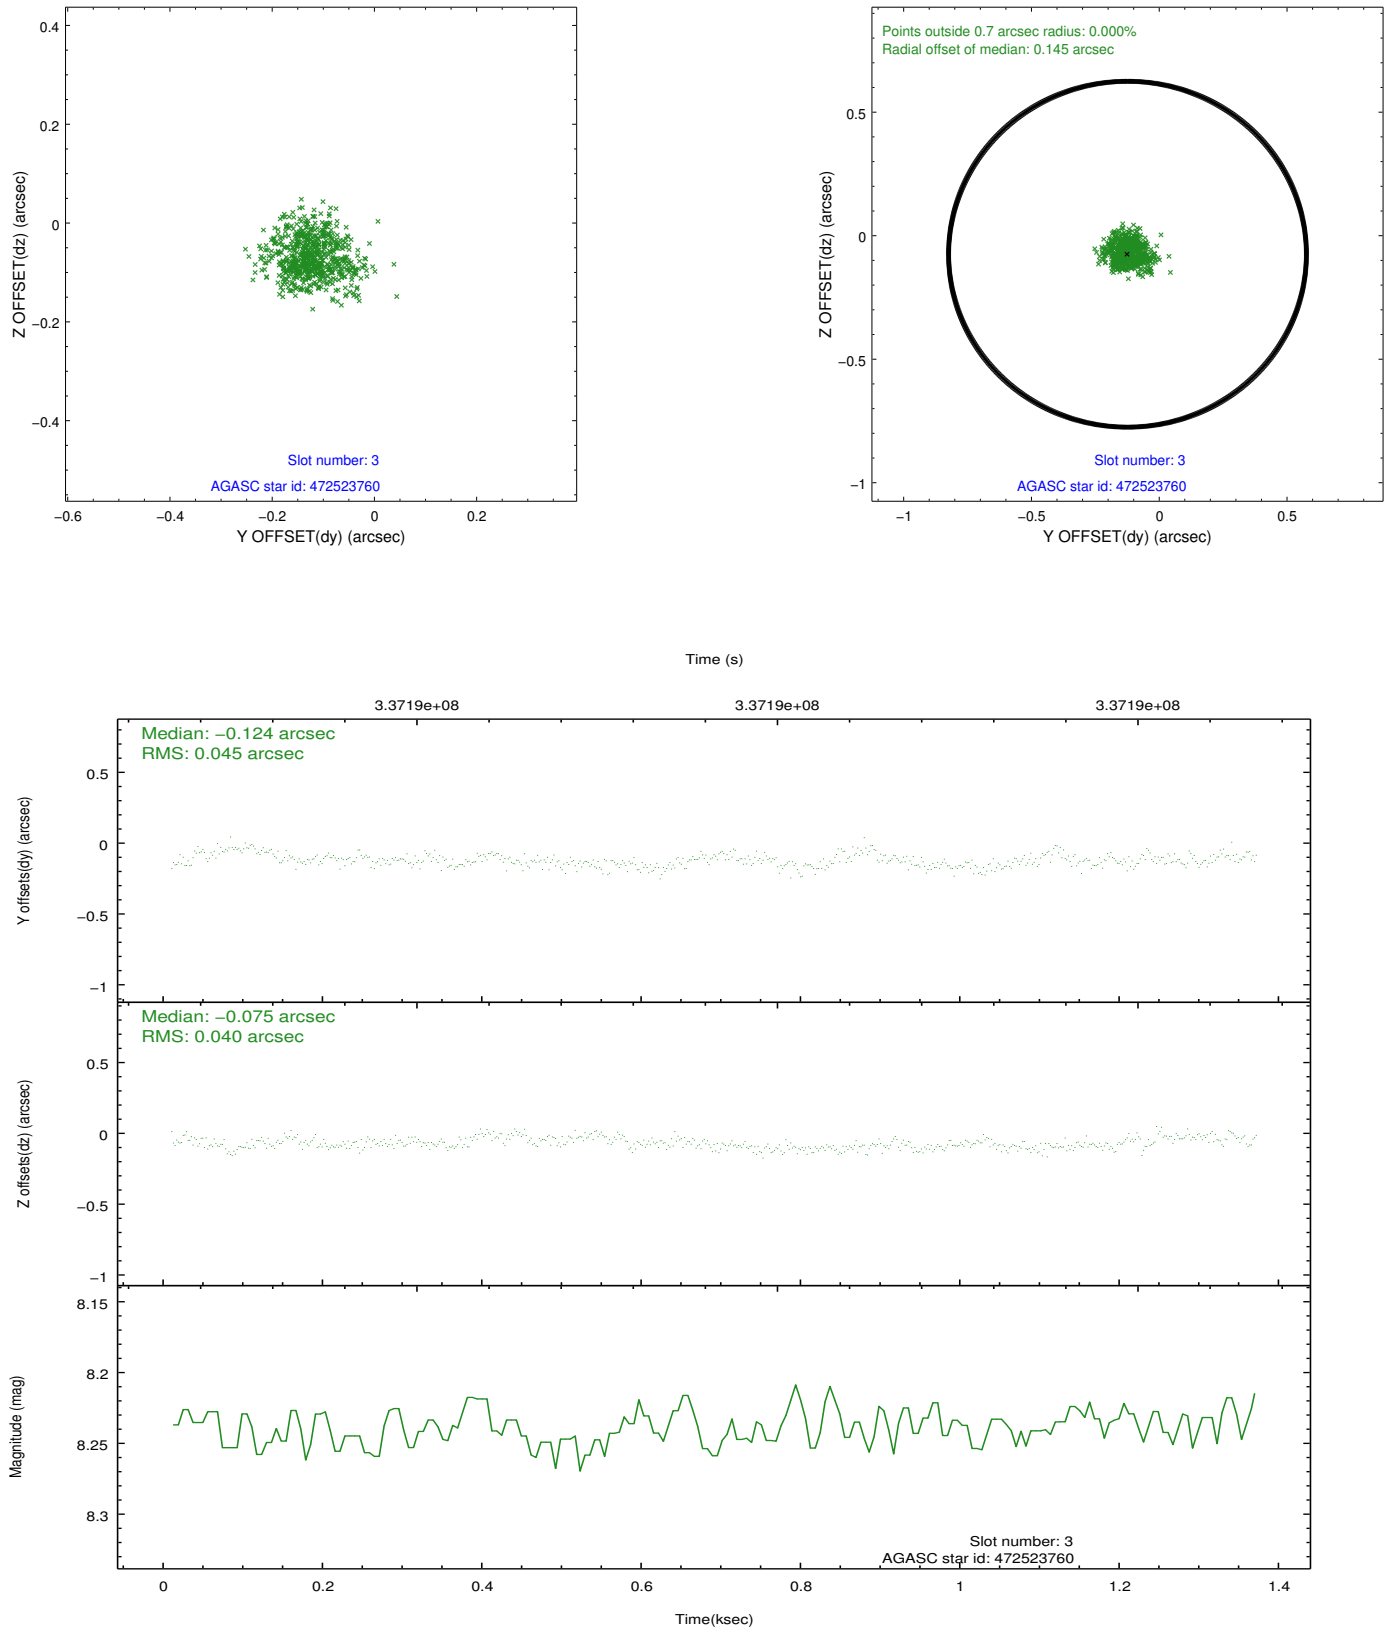 0.4
0.2
0
−0.2
−0.4
Z OFFSET(dz) (arcsec)
Slot number: 3
AGASC star id: 472523760
−0.6
−0.4
−0.2
0
0.2
Y OFFSET(dy) (arcsec)
Points outside 0.7 arcsec radius: 0.000%
Radial offset of median: 0.145 arcsec
0.5
0
−0.5
−1
Z OFFSET(dz) (arcsec)
Slot number: 3
AGASC star id: 472523760
−1
−0.5
0
0.5
Y OFFSET(dy) (arcsec)
Time (s)
3.3719e+08
3.3719e+08
3.3719e+08
Median: −0.124 arcsec
RMS: 0.045 arcsec
0.5
0
−0.5
−1
Y offsets(dy) (arcsec)
Median: −0.075 arcsec
RMS: 0.040 arcsec
0.5
0
−0.5
−1
Z offsets(dz) (arcsec)
8.15
8.2
8.25
8.3
Magnitude (mag)
Slot number: 3
AGASC star id: 472523760
0
0.2
0.4
0.6
0.8
1
1.2
1.4
Time(ksec)